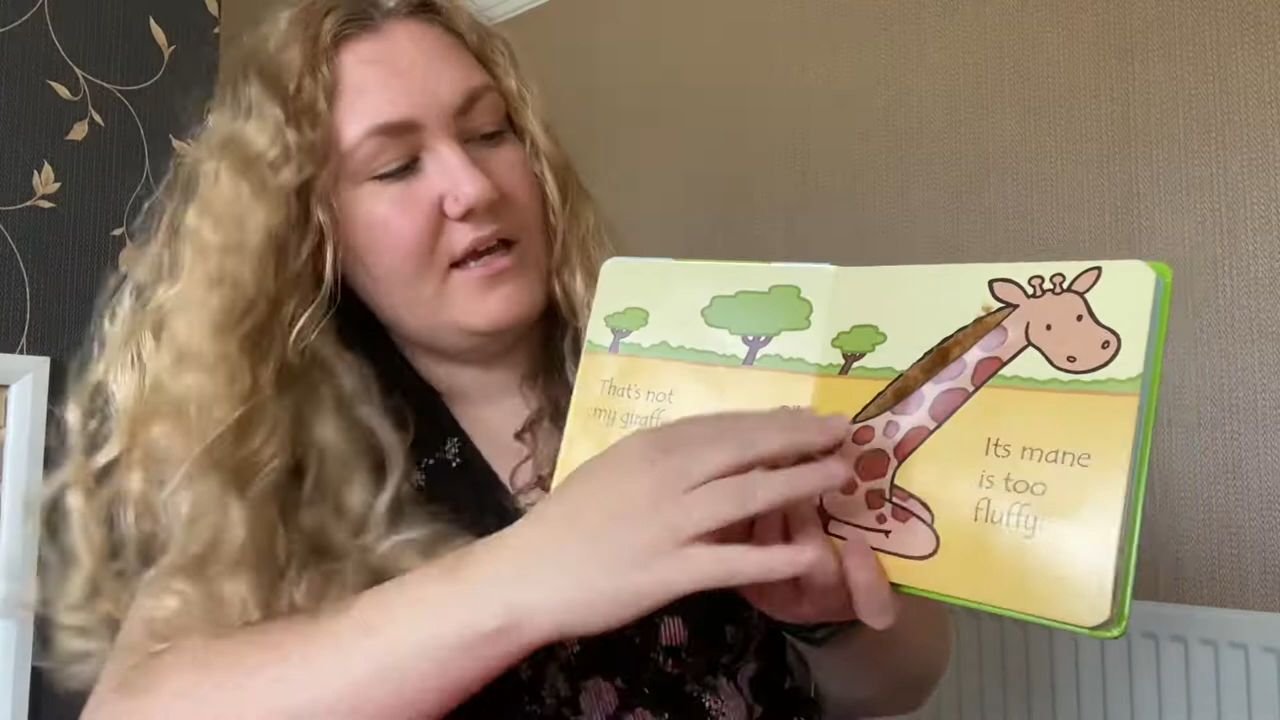 That's not
my giraffe
Its mane
is too
fluffy